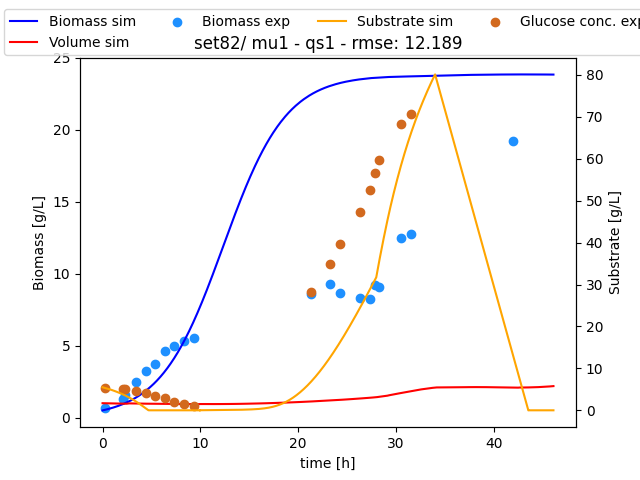 Biomass sim
Biomass exp
Substrate sim
Glucose conc. exp
Volume sim
set82/ mu1 - qs1 - rmse: 12.189
Biomass [g/L]
0
5
10
15
20
25
0
10
20
30
40
time [h]
0
10
20
30
40
50
60
70
80
Substrate [g/L]